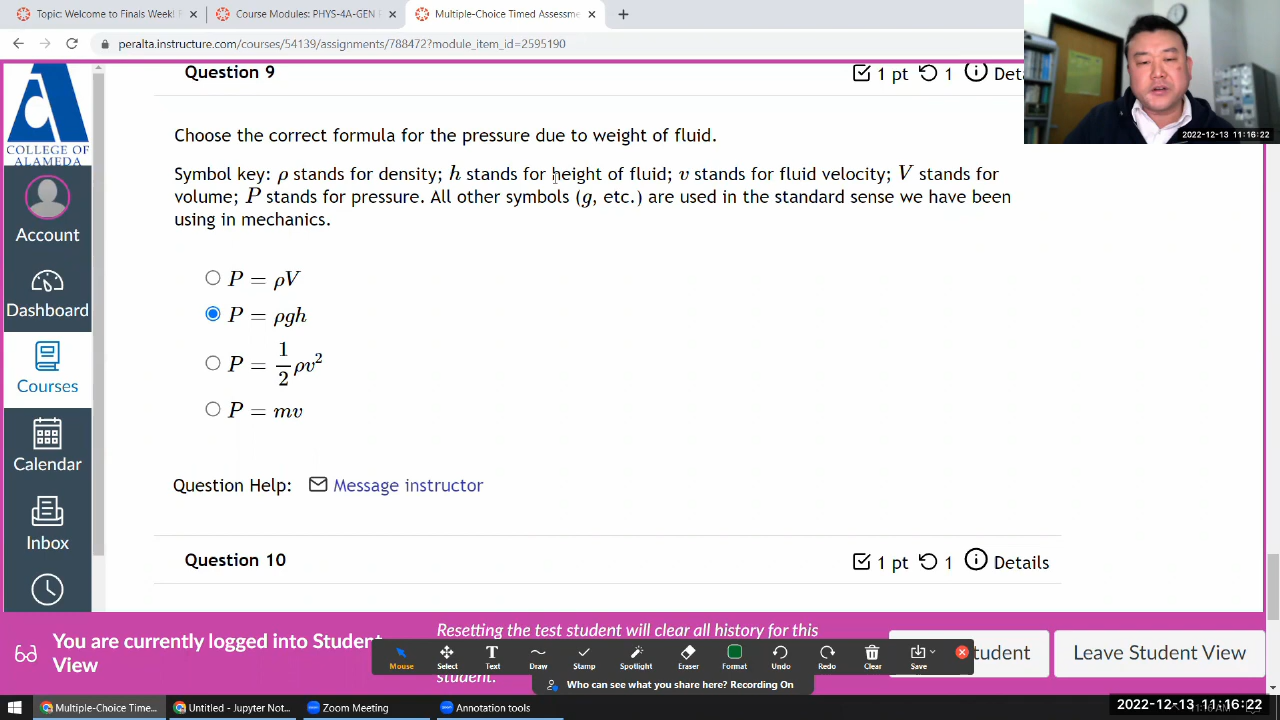 Topic: Welcome to Finals Week!
Course Modules: PHYS-4A-GEN
Multiple-Choice Timed Assessme
peralta.instructure.com/courses/54139/assignments/788472?module_item_id=2595190
2022-12-13 11:16:22
COLLEGE OF
ALAMEDA
Account
Dashboard
Courses
Calendar
Inbox
Question 9
1 pt 1 Deta
Choose the correct formula for the pressure due to weight of fluid.
Symbol key: ρ stands for density; h stands for height of fluid; v stands for fluid velocity; V stands for
volume; P stands for pressure. All other symbols (g, etc.) are used in the standard sense we have been
using in mechanics.
P = ρV
P = ρgh
P = 1/2 ρv²
P = mv
Question Help: Message instructor
Question 10
1 pt 1 Details
You are currently logged into Student
View
Resetting the test student will clear all history for this
student.
tudent
Leave Student View
Mouse Select Text Draw Stamp Spotlight Eraser Format Undo Redo Clear Save
Who can see what you share here? Recording On
Multiple-Choice Time...
Untitled - Jupyter Not...
Zoom Meeting
Annotation tools
2022-12-13 11:16:22